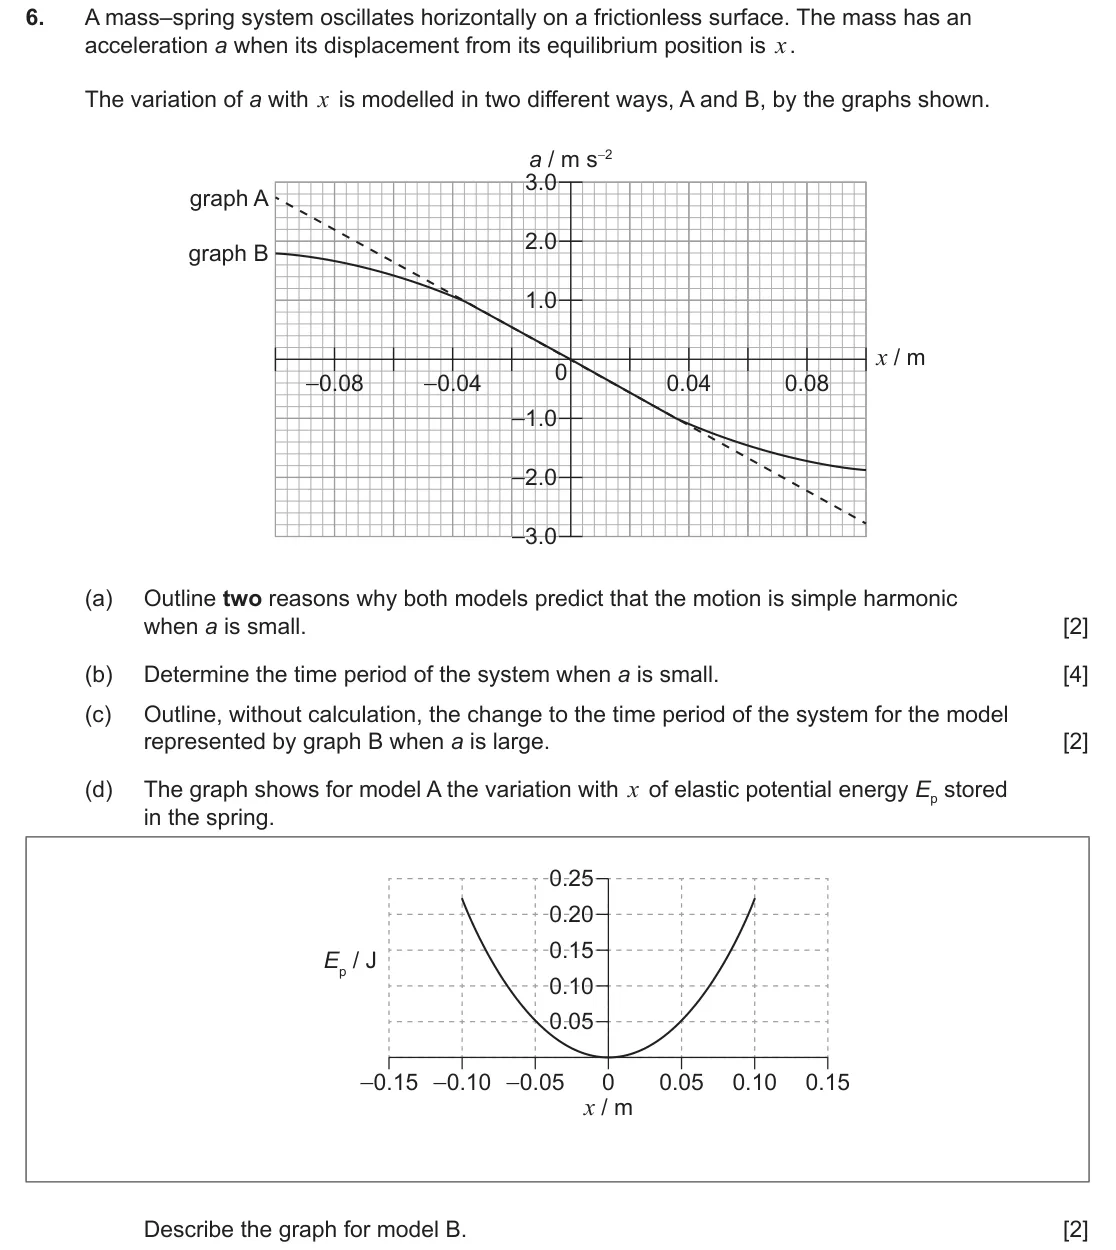 6. A mass–spring system oscillates horizontally on a frictionless surface. The mass has an
acceleration a when its displacement from its equilibrium position is x.
The variation of a with x is modelled in two different ways, A and B, by the graphs shown.
a / m s⁻²
3.0
graph A
2.0
graph B
1.0
x / m
–0.08 –0.04 0 0.04 0.08
–1.0
–2.0
–3.0
(a) Outline two reasons why both models predict that the motion is simple harmonic
when a is small. [2]
(b) Determine the time period of the system when a is small. [4]
(c) Outline, without calculation, the change to the time period of the system for the model
represented by graph B when a is large. [2]
(d) The graph shows for model A the variation with x of elastic potential energy Eₚ stored
in the spring.
0.25
0.20
0.15
Eₚ / J
0.10
0.05
–0.15 –0.10 –0.05 0 0.05 0.10 0.15
x / m
Describe the graph for model B. [2]